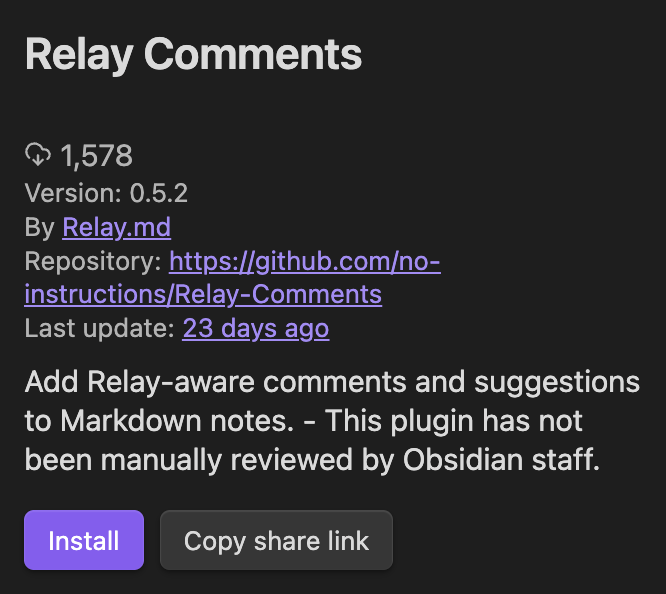 Relay Comments
1,578
Version: 0.5.2
By Relay.md
Repository: https://github.com/no-
instructions/Relay-Comments
Last update: 23 days ago
Add Relay-aware comments and suggestions
to Markdown notes. - This plugin has not
been manually reviewed by Obsidian staff.
Install
Copy share link